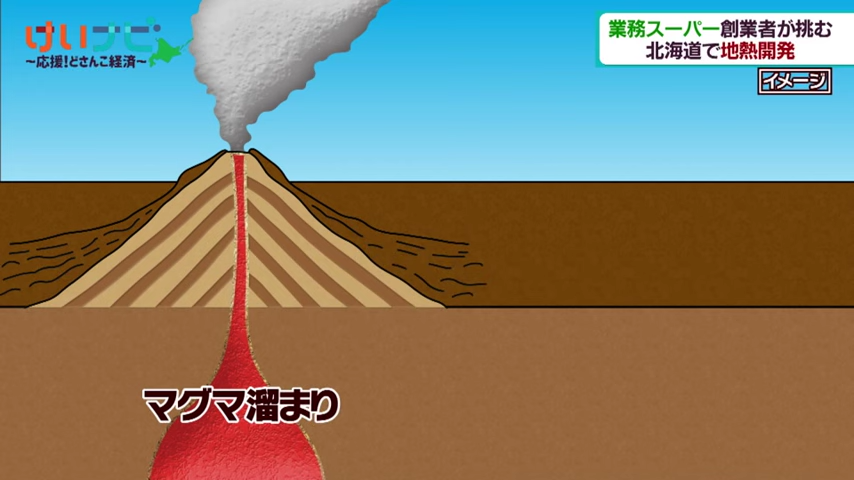 けいナビ
～応援!どさんこ経済～
業務スーパー創業者が挑む
北海道で地熱開発
イメージ
マグマ溜まり